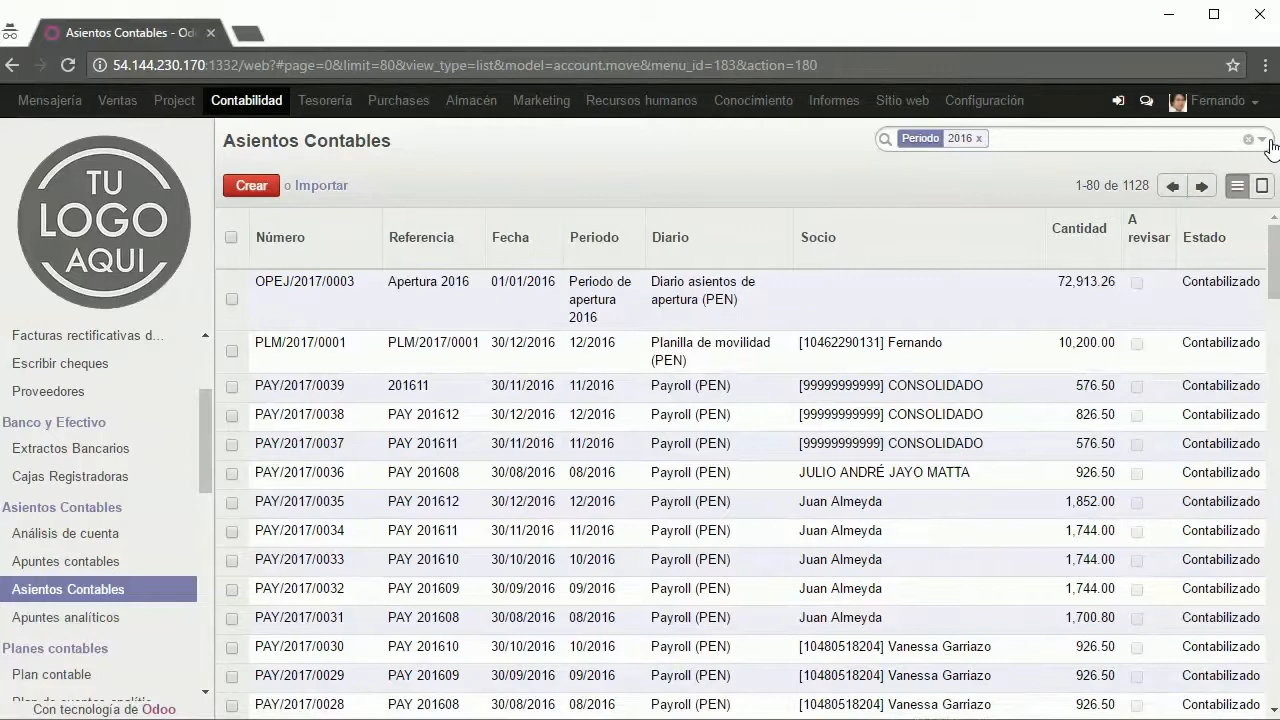 Asientos Contables - Od
54.144.230.170:1332/web?#page=0&limit=80&view_type=list&model=account.move&menu_id=183&action=180
Mensajería Ventas Project Contabilidad Tesorería Purchases Almacén Marketing Recursos humanos Conocimiento Informes Sitio web Configuración Fernando
TU
LOGO
AQUI
Facturas rectificativas d...
Escribir cheques
Proveedores
Banco y Efectivo
Extractos Bancarios
Cajas Registradoras
Asientos Contables
Análisis de cuenta
Apuntes contables
Asientos Contables
Apuntes analíticos
Planes contables
Plan contable
Con tecnología de Odoo
Asientos Contables
Periodo 2016 x
Crear o Importar
1-80 de 1128
Número Referencia Fecha Periodo Diario Socio Cantidad A revisar Estado
OPEJ/2017/0003 Apertura 2016 01/01/2016 Periodo de apertura 2016 Diario asientos de apertura (PEN) 72,913.26 Contabilizado
PLM/2017/0001 PLM/2017/0001 30/12/2016 12/2016 Planilla de movilidad (PEN) [10462290131] Fernando 10,200.00 Contabilizado
PAY/2017/0039 201611 30/11/2016 11/2016 Payroll (PEN) [99999999999] CONSOLIDADO 576.50 Contabilizado
PAY/2017/0038 PAY 201612 30/12/2016 12/2016 Payroll (PEN) [99999999999] CONSOLIDADO 826.50 Contabilizado
PAY/2017/0037 PAY 201611 30/11/2016 11/2016 Payroll (PEN) [99999999999] CONSOLIDADO 576.50 Contabilizado
PAY/2017/0036 PAY 201608 30/08/2016 08/2016 Payroll (PEN) JULIO ANDRÉ JAYO MATTA 926.50 Contabilizado
PAY/2017/0035 PAY 201612 30/12/2016 12/2016 Payroll (PEN) Juan Almeyda 1,852.00 Contabilizado
PAY/2017/0034 PAY 201611 30/11/2016 11/2016 Payroll (PEN) Juan Almeyda 1,744.00 Contabilizado
PAY/2017/0033 PAY 201610 30/10/2016 10/2016 Payroll (PEN) Juan Almeyda 1,744.00 Contabilizado
PAY/2017/0032 PAY 201609 30/09/2016 09/2016 Payroll (PEN) Juan Almeyda 1,744.00 Contabilizado
PAY/2017/0031 PAY 201608 30/08/2016 08/2016 Payroll (PEN) Juan Almeyda 1,700.80 Contabilizado
PAY/2017/0030 PAY 201610 30/10/2016 10/2016 Payroll (PEN) [10480518204] Vanessa Garriazo 926.50 Contabilizado
PAY/2017/0029 PAY 201609 30/09/2016 09/2016 Payroll (PEN) [10480518204] Vanessa Garriazo 926.50 Contabilizado
PAY/2017/0028 PAY 201608 30/08/2016 08/2016 Payroll (PEN) [10480518204] Vanessa Garriazo 926.50 Contabilizado